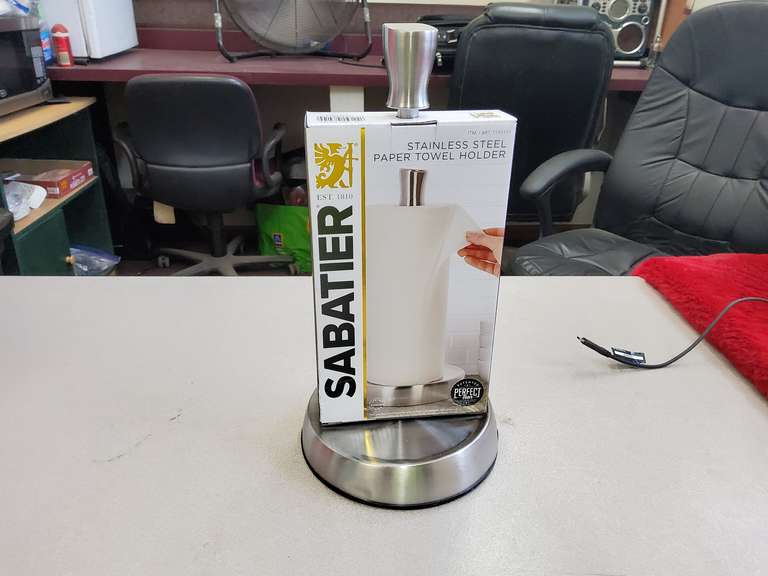 STAINLESS STEEL
PAPER TOWEL HOLDER
EST. 1810
SABATIER
PERFECT